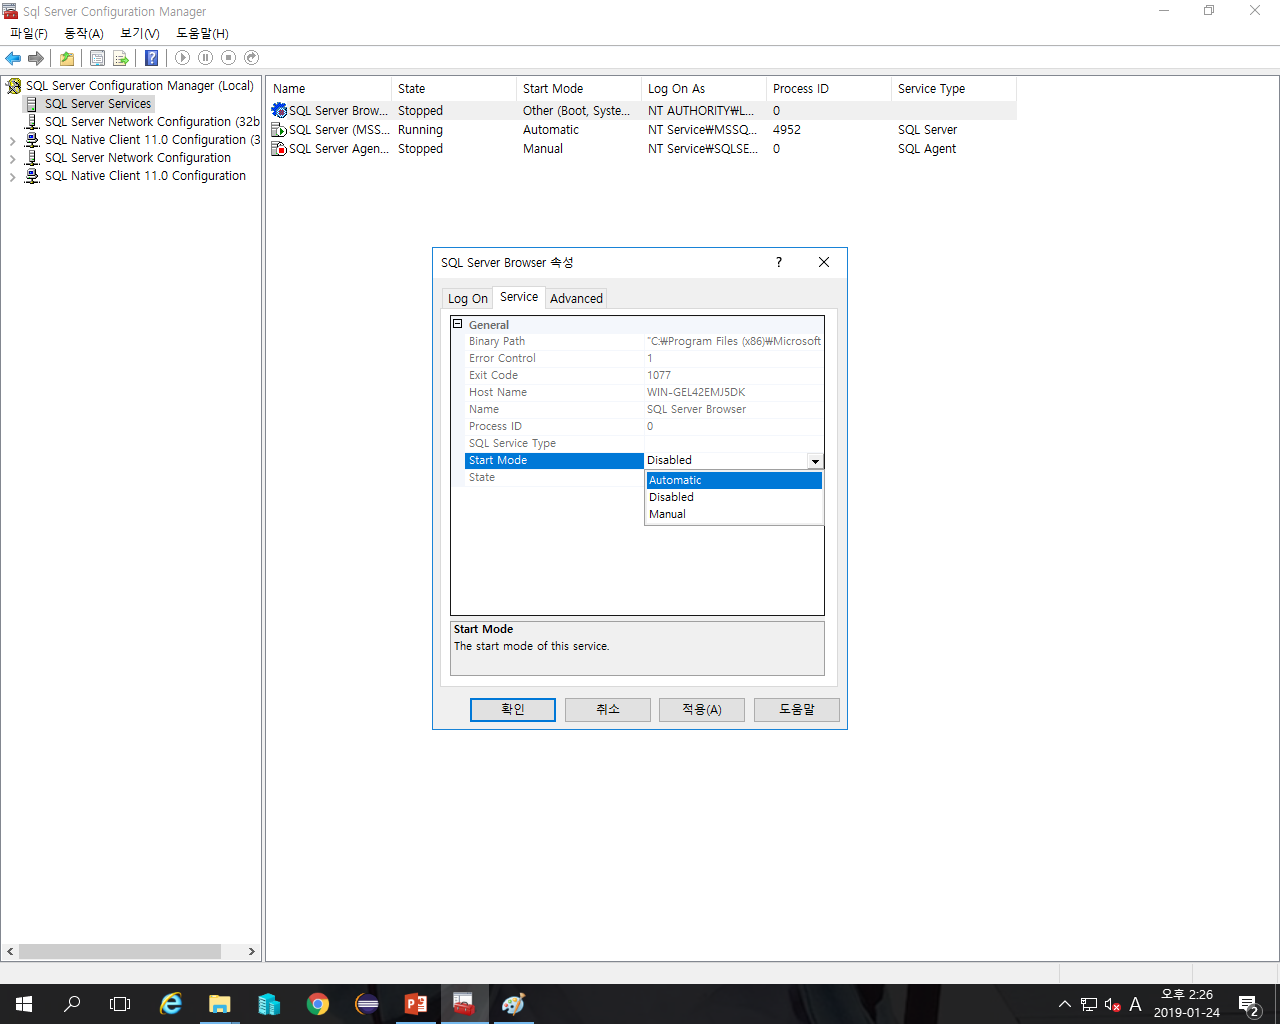 Sql Server Configuration Manager
파일(F) 동작(A) 보기(V) 도움말(H)
SQL Server Configuration Manager (Local)
SQL Server Services
SQL Server Network Configuration (32b
SQL Native Client 11.0 Configuration (3
SQL Server Network Configuration
SQL Native Client 11.0 Configuration
Name State Start Mode Log On As Process ID Service Type
SQL Server Brow... Stopped Other (Boot, Syste... NT AUTHORITY₩L... 0
SQL Server (MSS... Running Automatic NT Service₩MSSQ... 4952 SQL Server
SQL Server Agen... Stopped Manual NT Service₩SQLSE... 0 SQL Agent
SQL Server Browser 속성
Log On Service Advanced
General
Binary Path "C:₩Program Files (x86)₩Microsoft
Error Control 1
Exit Code 1077
Host Name WIN-GEL42EMJ5DK
Name SQL Server Browser
Process ID 0
SQL Service Type
Start Mode Disabled
State
Automatic
Disabled
Manual
Start Mode
The start mode of this service.
확인 취소 적용(A) 도움말
A 오후 2:26
2019-01-24
2